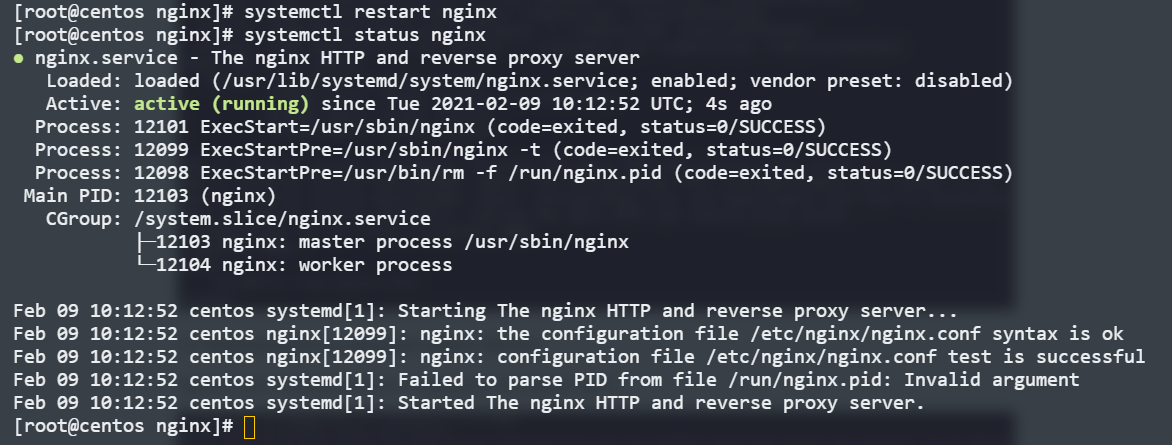 [root@centos nginx]# systemctl restart nginx
[root@centos nginx]# systemctl status nginx
● nginx.service - The nginx HTTP and reverse proxy server
   Loaded: loaded (/usr/lib/systemd/system/nginx.service; enabled; vendor preset: disabled)
   Active: active (running) since Tue 2021-02-09 10:12:52 UTC; 4s ago
  Process: 12101 ExecStart=/usr/sbin/nginx (code=exited, status=0/SUCCESS)
  Process: 12099 ExecStartPre=/usr/sbin/nginx -t (code=exited, status=0/SUCCESS)
  Process: 12098 ExecStartPre=/usr/bin/rm -f /run/nginx.pid (code=exited, status=0/SUCCESS)
 Main PID: 12103 (nginx)
   CGroup: /system.slice/nginx.service
           ├─12103 nginx: master process /usr/sbin/nginx
           └─12104 nginx: worker process

Feb 09 10:12:52 centos systemd[1]: Starting The nginx HTTP and reverse proxy server...
Feb 09 10:12:52 centos nginx[12099]: nginx: the configuration file /etc/nginx/nginx.conf syntax is ok
Feb 09 10:12:52 centos nginx[12099]: nginx: configuration file /etc/nginx/nginx.conf test is successful
Feb 09 10:12:52 centos systemd[1]: Failed to parse PID from file /run/nginx.pid: Invalid argument
Feb 09 10:12:52 centos systemd[1]: Started The nginx HTTP and reverse proxy server.
[root@centos nginx]#